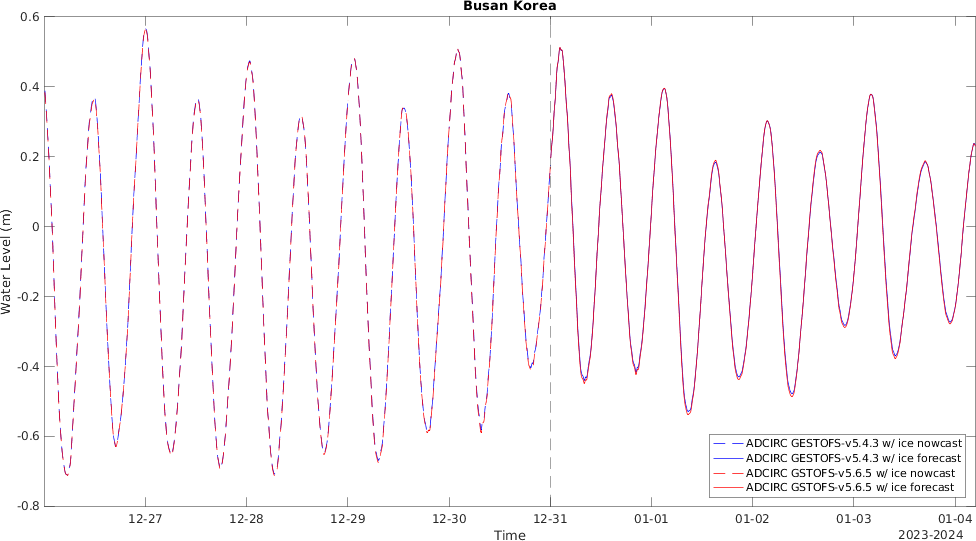 Busan Korea
0.6
0.4
0.2
0
-0.2
-0.4
-0.6
-0.8
Water Level (m)
ADCIRC GESTOFS-v5.4.3 w/ ice nowcast
ADCIRC GESTOFS-v5.4.3 w/ ice forecast
ADCIRC GSTOFS-v5.6.5 w/ ice nowcast
ADCIRC GSTOFS-v5.6.5 w/ ice forecast
12-27 12-28 12-29 12-30 12-31 01-01 01-02 01-03 01-04
Time
2023-2024